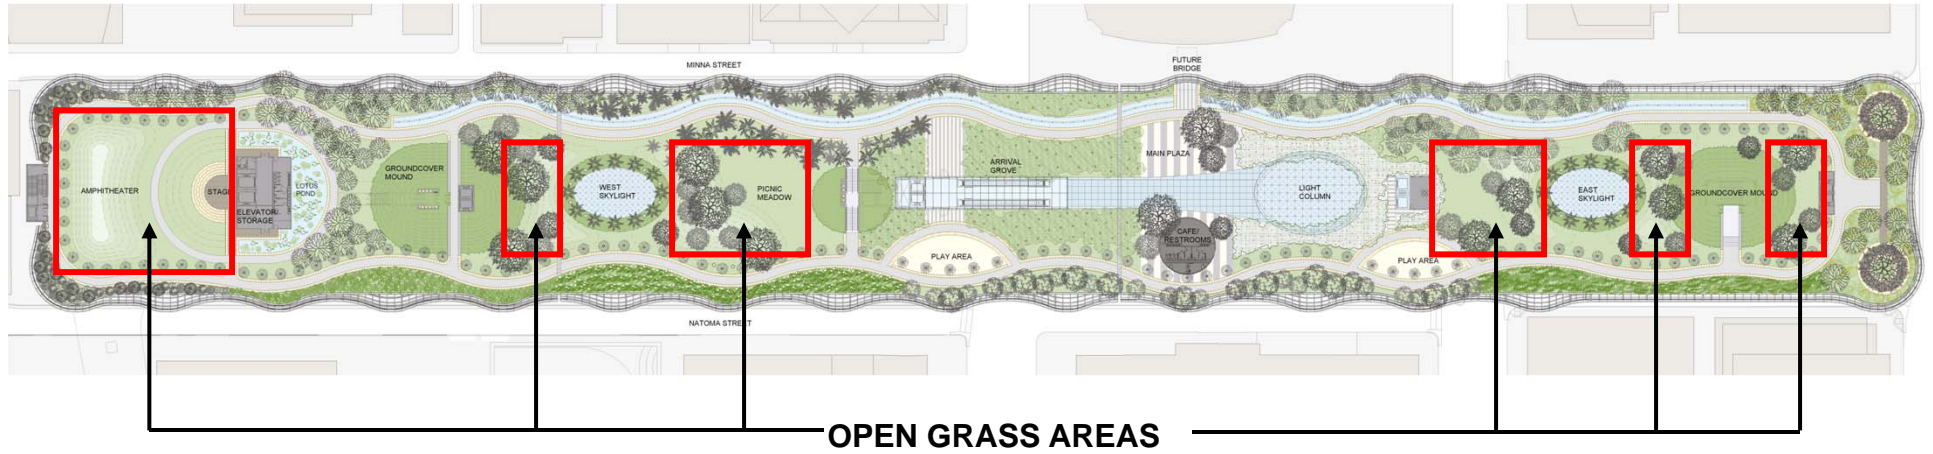 MINNA STREET
FUTURE
BRIDGE
AMPHITHEATER
STAGE
ELEVATOR/
STORAGE
LOTUS
POND
GROUNDCOVER
MOUND
WEST
SKYLIGHT
PICNIC
MEADOW
ARRIVAL
GROVE
MAIN PLAZA
CAFE/
RESTROOMS
LIGHT
COLUMN
PLAY AREA
PLAY AREA
EAST
SKYLIGHT
GROUNDCOVER MOUND
NATOMA STREET
OPEN GRASS AREAS